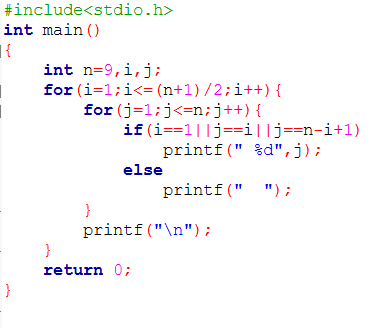 #include<stdio.h>
int main()
{
    int n=9,i,j;
    for(i=1;i<=(n+1)/2;i++){
        for(j=1;j<=n;j++){
            if(i==1||j==i||j==n-i+1)
                printf(" %d",j);
            else
                printf("  ");
        }
        printf("\n");
    }
    return 0;
}